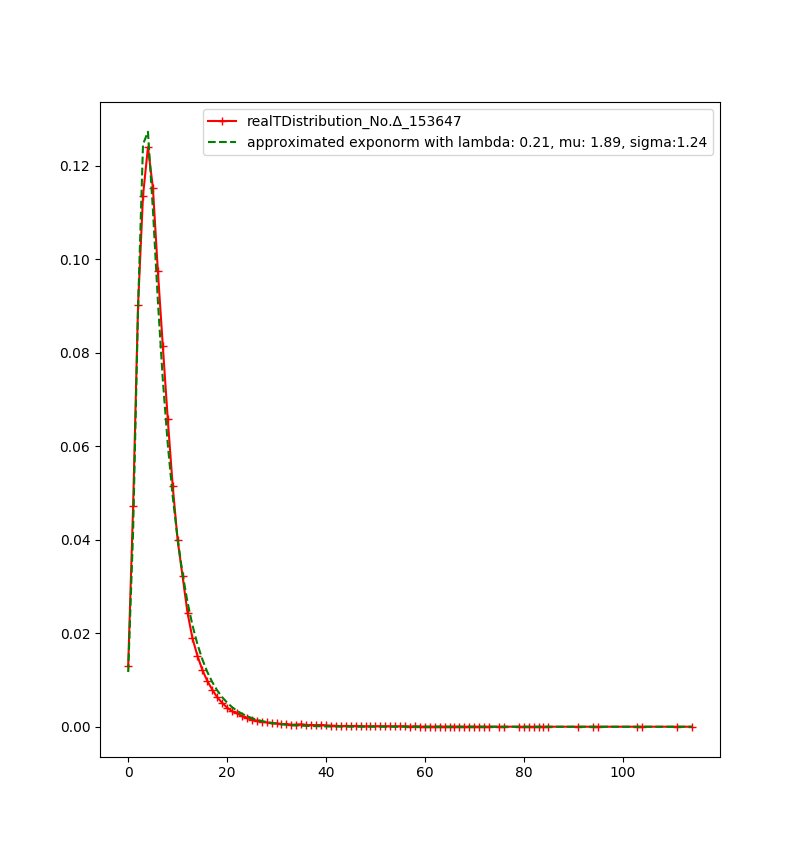 realTDistribution_No.Δ_153647
approximated exponorm with lambda: 0.21, mu: 1.89, sigma:1.24
0.12
0.10
0.08
0.06
0.04
0.02
0.00
0 20 40 60 80 100